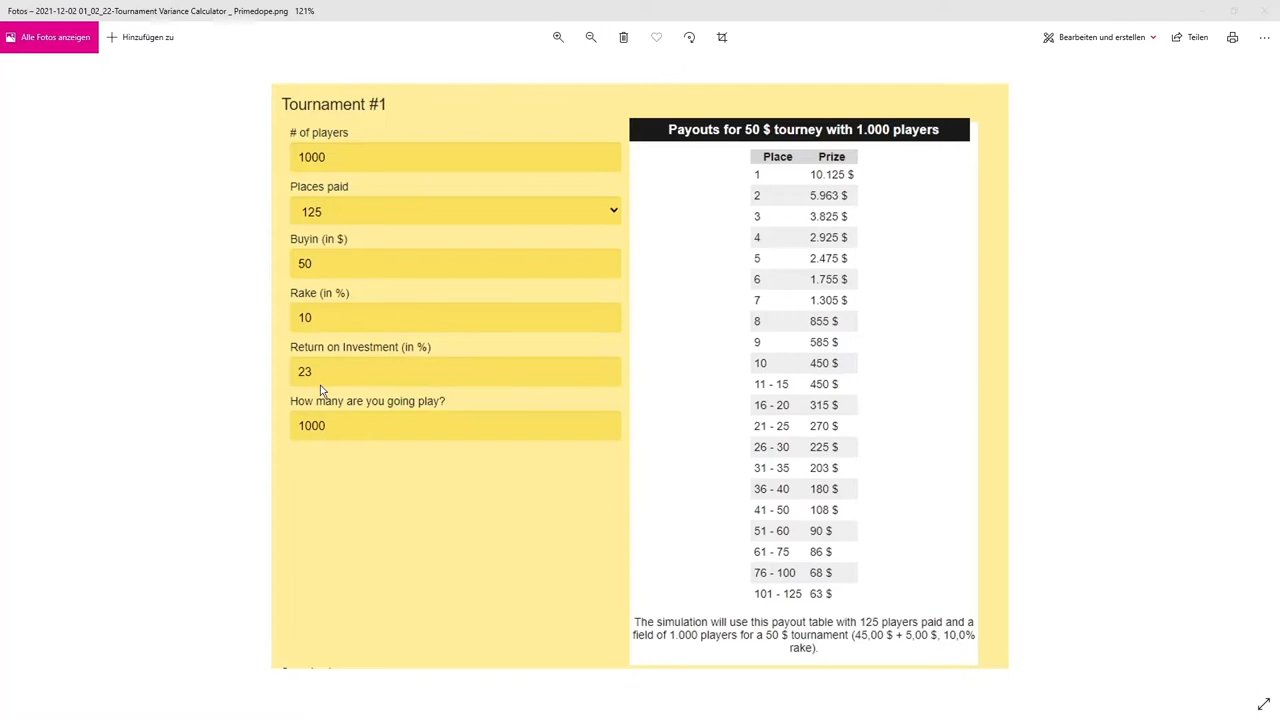 Fotos – 2021-12-02 01_02_22-Tournament Variance Calculator _ Primedope.png 121%
Alle Fotos anzeigen
Hinzufügen zu
Bearbeiten und erstellen
Teilen
Tournament #1
# of players
1000
Places paid
125
Buyin (in $)
50
Rake (in %)
10
Return on Investment (in %)
23
How many are you going play?
1000
Payouts for 50 $ tourney with 1.000 players
Place Prize
1 10.125 $
2 5.963 $
3 3.825 $
4 2.925 $
5 2.475 $
6 1.755 $
7 1.305 $
8 855 $
9 585 $
10 450 $
11 - 15 450 $
16 - 20 315 $
21 - 25 270 $
26 - 30 225 $
31 - 35 203 $
36 - 40 180 $
41 - 50 108 $
51 - 60 90 $
61 - 75 86 $
76 - 100 68 $
101 - 125 63 $
The simulation will use this payout table with 125 players paid and a
field of 1.000 players for a 50 $ tournament (45,00 $ + 5,00 $, 10,0%
rake).